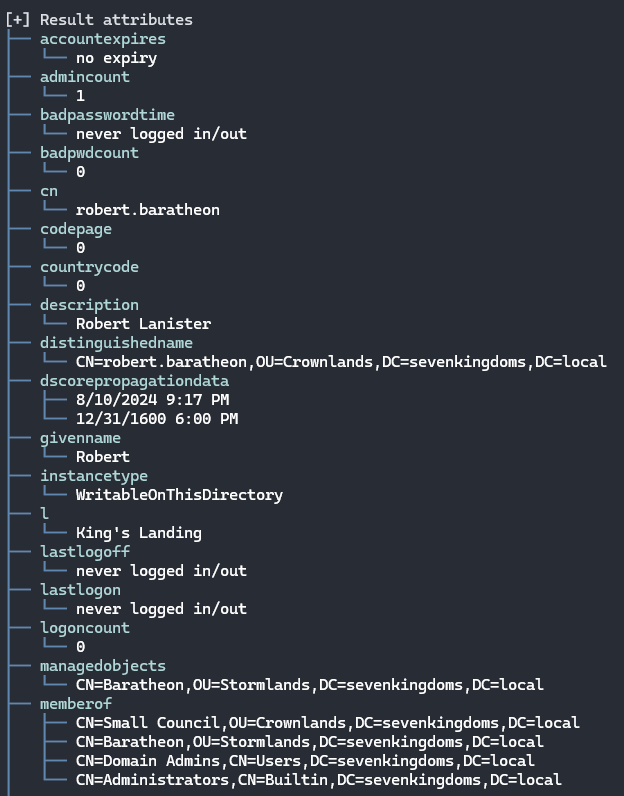 [+] Result attributes
accountexpires
no expiry
admincount
1
badpasswordtime
never logged in/out
badpwdcount
0
cn
robert.baratheon
codepage
0
countrycode
0
description
Robert Lanister
distinguishedname
CN=robert.baratheon,OU=Crownlands,DC=sevenkingdoms,DC=local
dscorepropagationdata
8/10/2024 9:17 PM
12/31/1600 6:00 PM
givenname
Robert
instancetype
WritableOnThisDirectory
l
King's Landing
lastlogoff
never logged in/out
lastlogon
never logged in/out
logoncount
0
managedobjects
CN=Baratheon,OU=Stormlands,DC=sevenkingdoms,DC=local
memberof
CN=Small Council,OU=Crownlands,DC=sevenkingdoms,DC=local
CN=Baratheon,OU=Stormlands,DC=sevenkingdoms,DC=local
CN=Domain Admins,CN=Users,DC=sevenkingdoms,DC=local
CN=Administrators,CN=Builtin,DC=sevenkingdoms,DC=local